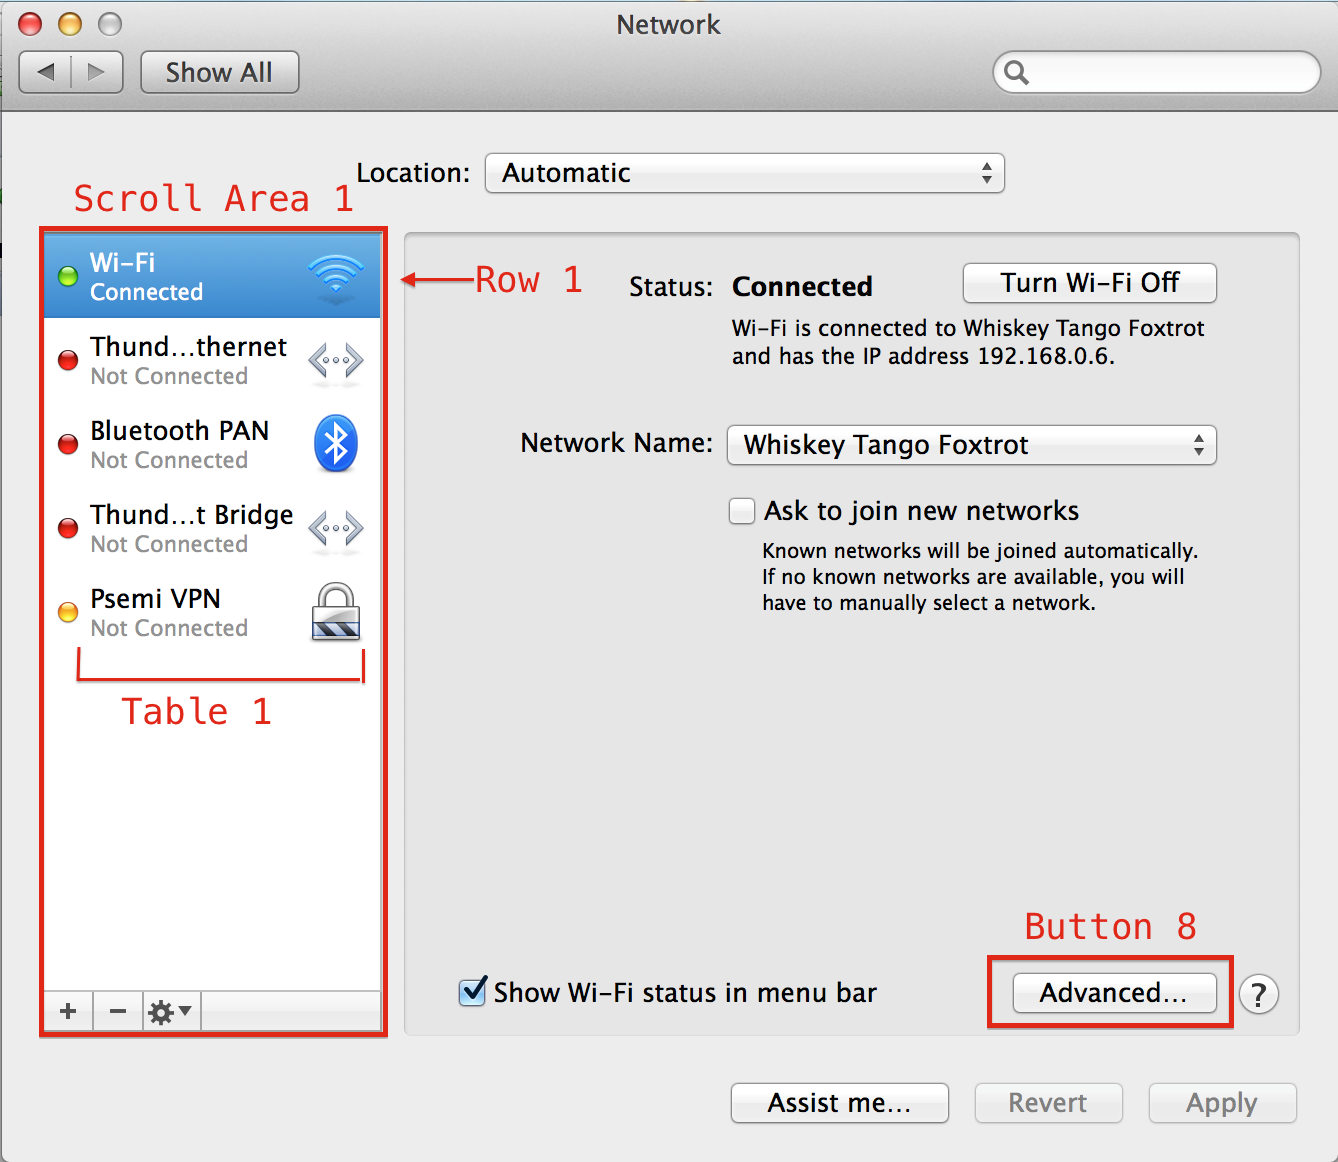 Network
Show All
Location:
Automatic
Scroll Area 1
Wi-Fi
Connected
Thund...thernet
Not Connected
Bluetooth PAN
Not Connected
Thund...t Bridge
Not Connected
Psemi VPN
Not Connected
Table 1
Row 1
Status:
Connected
Turn Wi-Fi Off
Wi-Fi is connected to Whiskey Tango Foxtrot
and has the IP address 192.168.0.6.
Network Name:
Whiskey Tango Foxtrot
Ask to join new networks
Known networks will be joined automatically.
If no known networks are available, you will
have to manually select a network.
Button 8
Show Wi-Fi status in menu bar
Advanced...
?
Assist me...
Revert
Apply